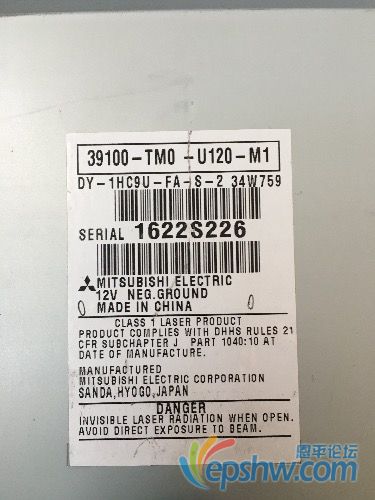 39100-TM0 -U120-M1
DY-1HC9U-FA-S-2 34W759
SERIAL 1622S226
MITSUBISHI ELECTRIC
12V NEG.GROUND
MADE IN CHINA
CLASS 1 LASER PRODUCT
PRODUCT COMPLIES WITH DHHS RULES 21
CFR SUBCHAPTER J PART 1040:10 AT
DATE OF MANUFACTURE.
MANUFACTURED
MITSUBISHI ELECTRIC CORPORATION
SANDA,HYOGO,JAPAN
DANGER
INVISIBLE LASER RADIATION WHEN OPEN.
AVOID DIRECT EXPOSURE TO BEAM.
恩平论坛
epshw.com